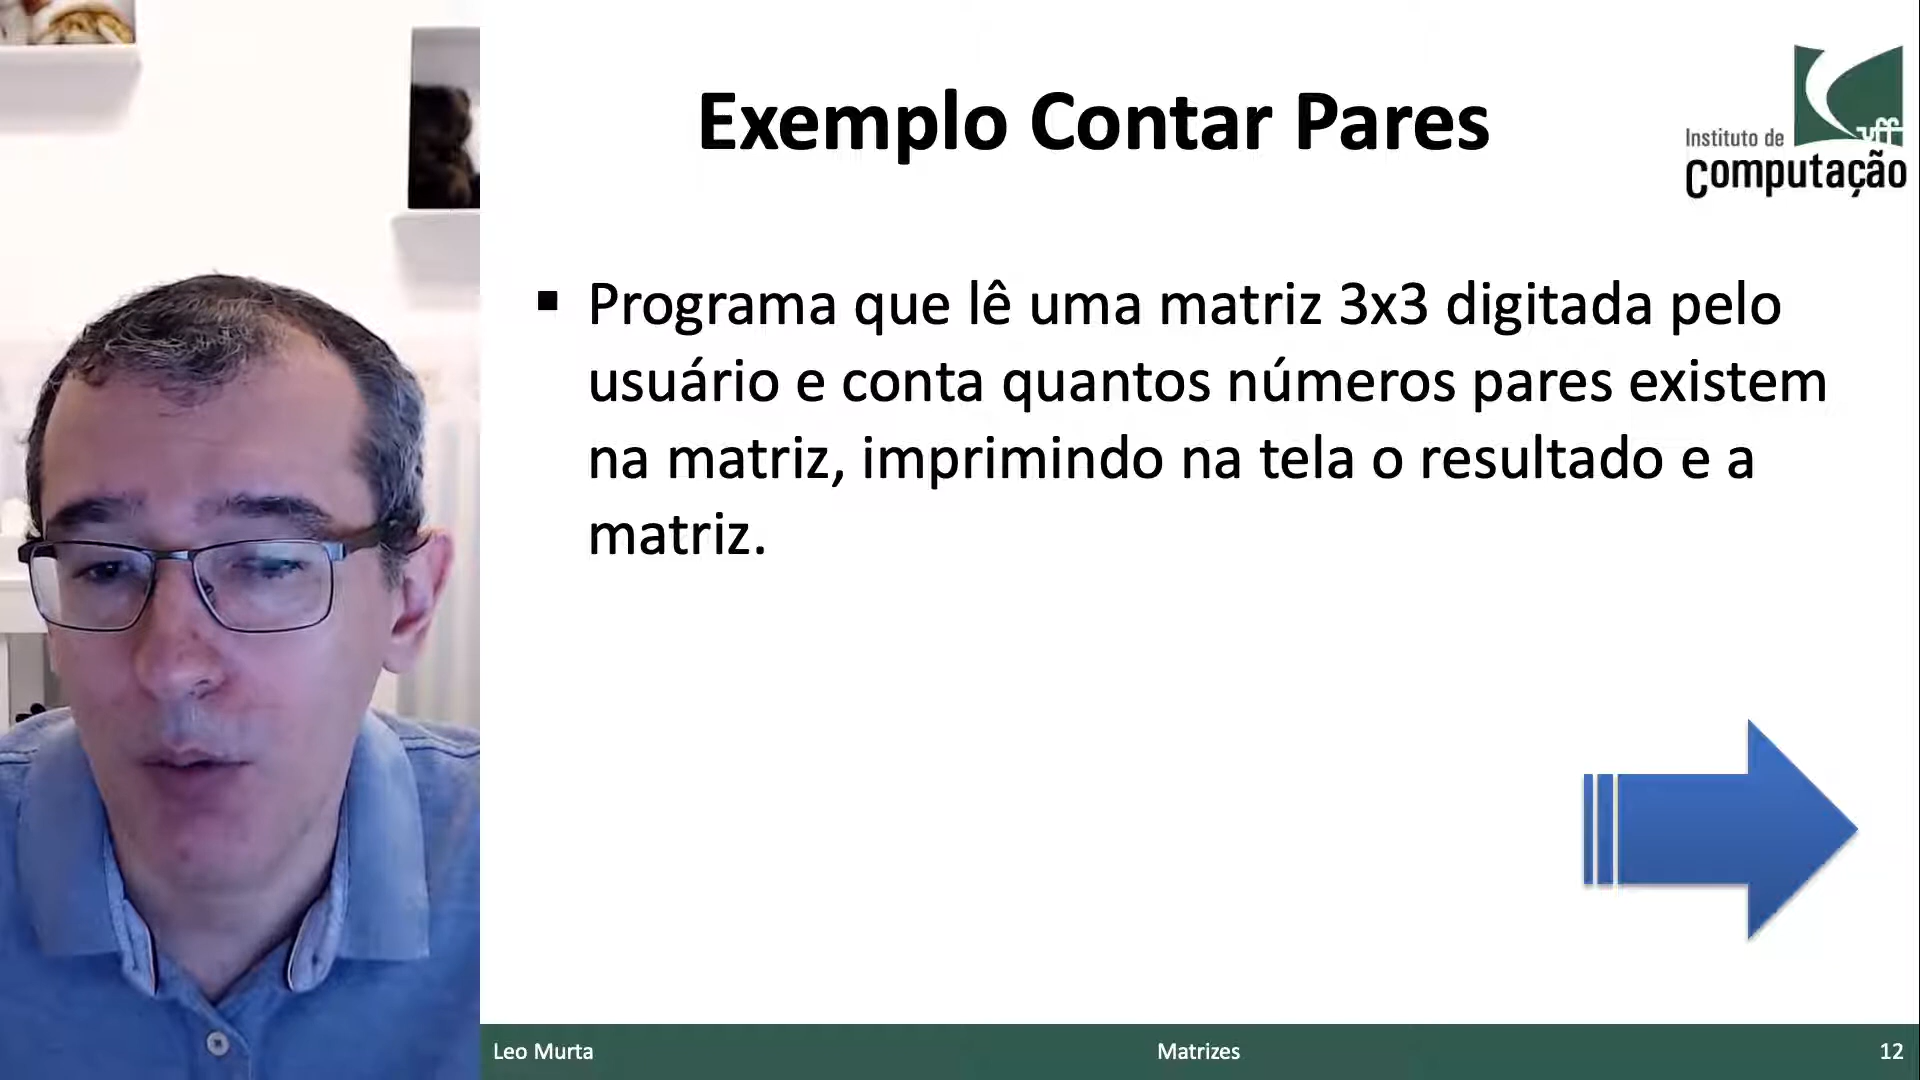 Exemplo Contar Pares
Instituto de
uff
computação
▪ Programa que lê uma matriz 3x3 digitada pelo
usuário e conta quantos números pares existem
na matriz, imprimindo na tela o resultado e a
matriz.
Leo Murta
Matrizes
12